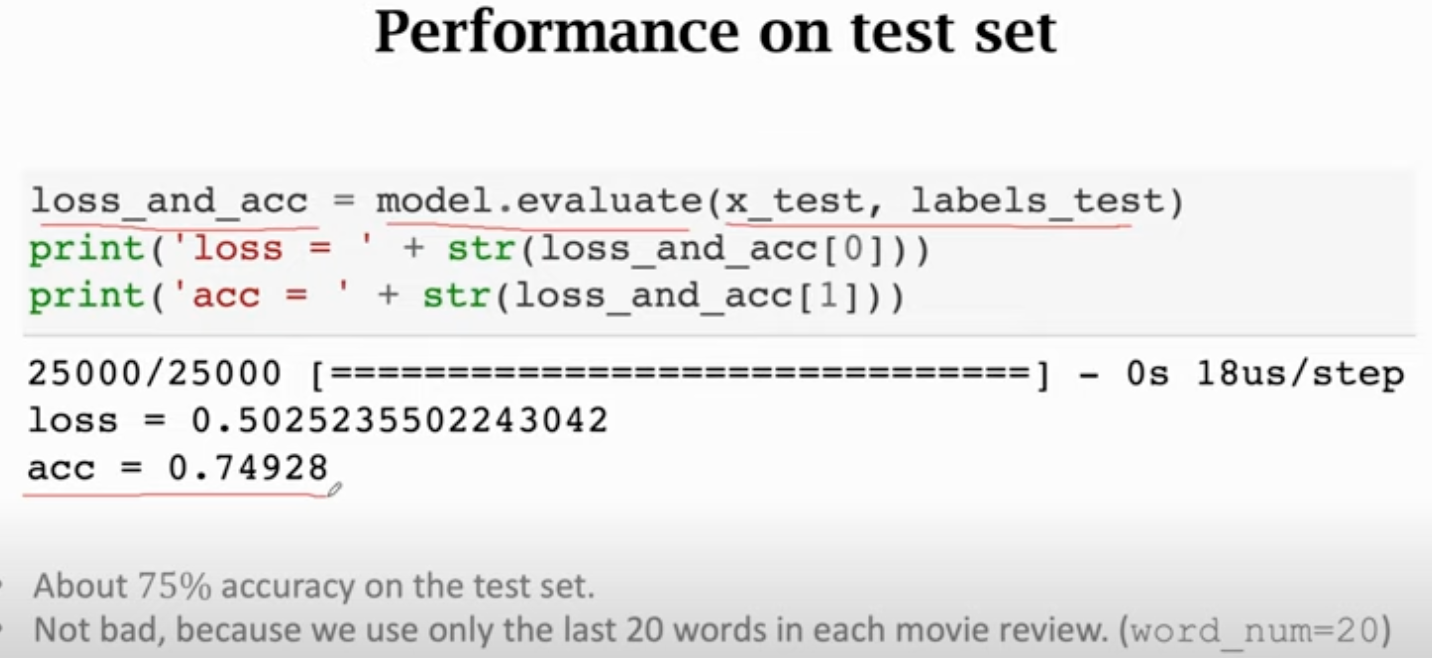 Performance on test set
loss_and_acc = model.evaluate(x_test, labels_test)
print('loss = ' + str(loss_and_acc[0]))
print('acc = ' + str(loss_and_acc[1]))
25000/25000 [==============================] - 0s 18us/step
loss = 0.5025235502243042
acc = 0.74928
About 75% accuracy on the test set.
Not bad, because we use only the last 20 words in each movie review. (word_num=20)